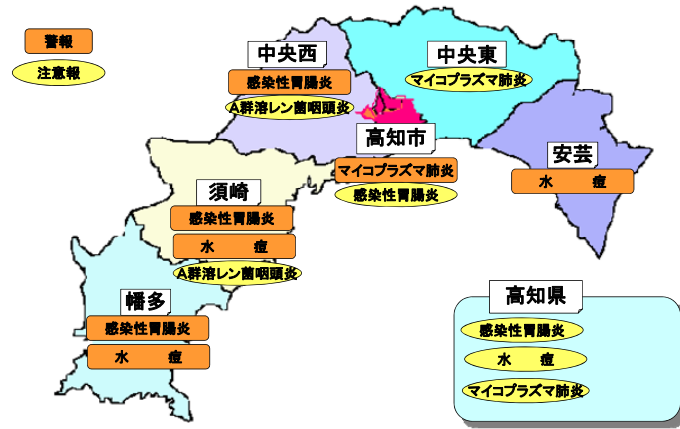 警報
注意報
中央西
感染性胃腸炎
A群溶レン菌咽頭炎
中央東
マイコプラズマ肺炎
高知市
マイコプラズマ肺炎
感染性胃腸炎
安芸
水 痘
須崎
感染性胃腸炎
水 痘
A群溶レン菌咽頭炎
幡多
感染性胃腸炎
水 痘
高知県
感染性胃腸炎
水 痘
マイコプラズマ肺炎